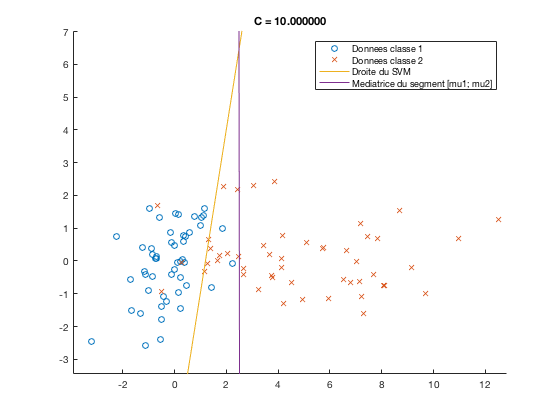 C = 10.000000
Donnees classe 1
Donnees classe 2
Droite du SVM
Mediatrice du segment [mu1; mu2]
7
6
5
4
3
2
1
0
-1
-2
-3
-2 0 2 4 6 8 10 12